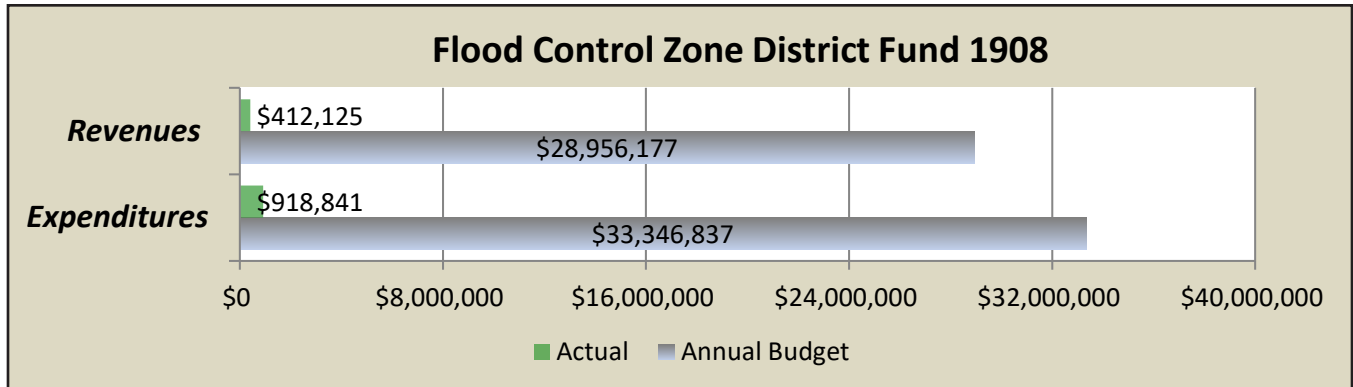 Flood Control Zone District Fund 1908
Revenues
$412,125
$28,956,177
Expenditures
$918,841
$33,346,837
$0 $8,000,000 $16,000,000 $24,000,000 $32,000,000 $40,000,000
Actual Annual Budget